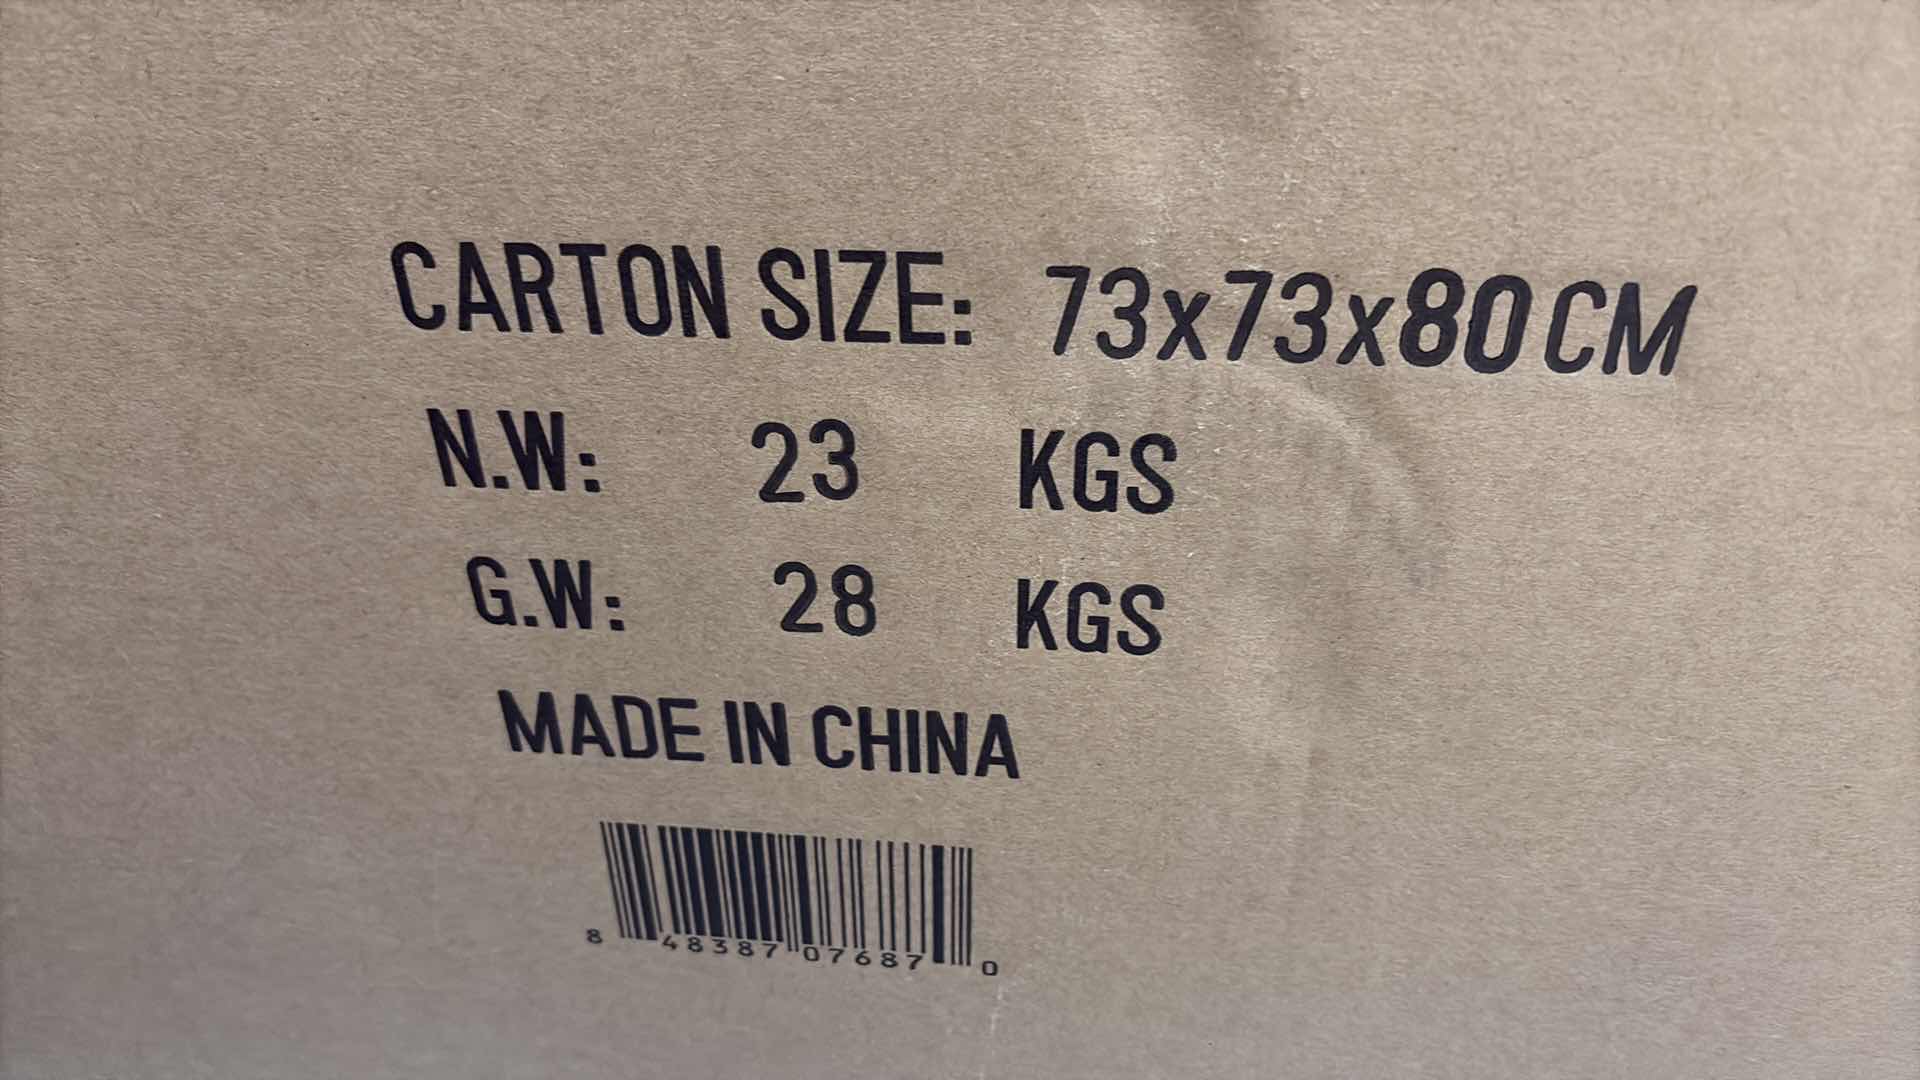 CARTON SIZE: 73x73x80CM
N.W: 23 KGS
G.W: 28 KGS
MADE IN CHINA
8 48387 07687 0